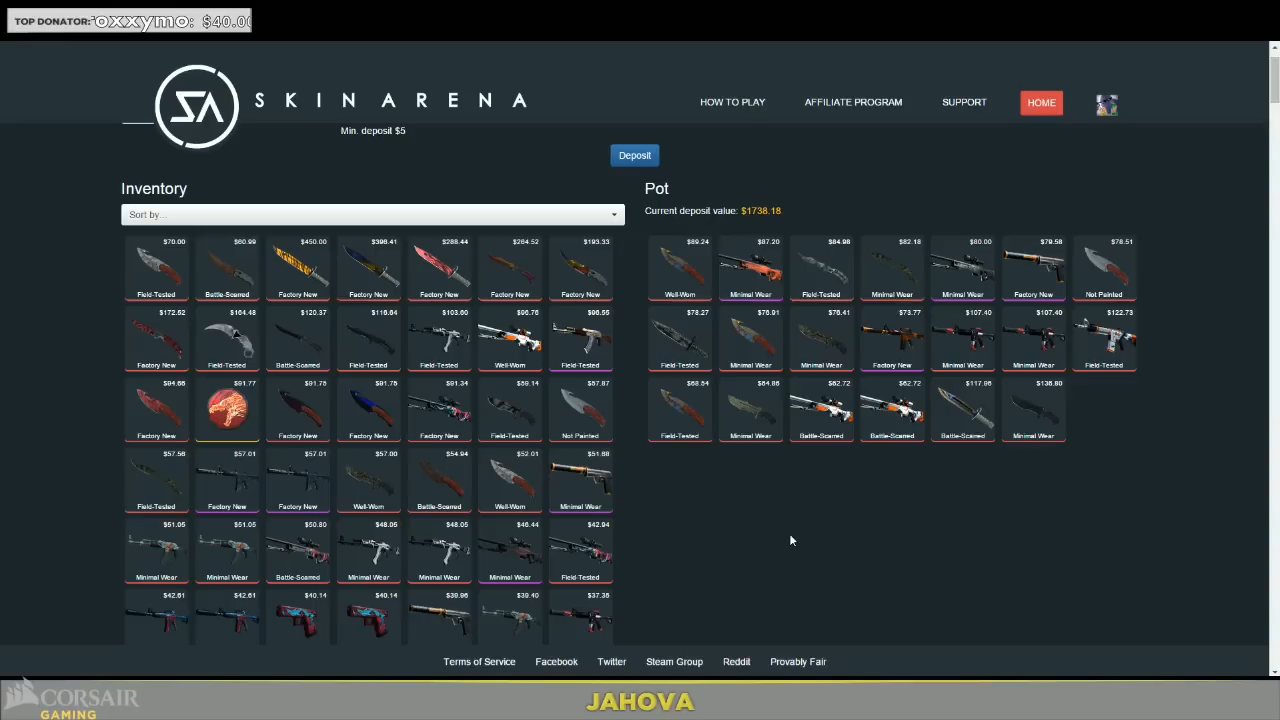 TOP DONATOR: oxxymo: $40.00
SKINARENA
HOW TO PLAY
AFFILIATE PROGRAM
SUPPORT
HOME
Min. deposit $5
Deposit
Inventory
Sort by...
$70.00 $60.99 $450.00 $396.41 $288.44 $264.52 $193.33
Field-Tested Battle-Scarred Factory New Factory New Factory New Factory New Factory New
$172.52 $164.48 $120.37 $116.64 $103.60 $96.76 $96.55
Factory New Field-Tested Battle-Scarred Field-Tested Field-Tested Well-Worn Field-Tested
$94.66 $91.77 $91.75 $91.75 $91.34 $59.14 $57.87
Factory New Factory New Factory New Factory New Field-Tested Not Painted
$57.56 $57.01 $57.01 $57.00 $54.94 $52.01 $51.68
Field-Tested Factory New Factory New Well-Worn Battle-Scarred Well-Worn Minimal Wear
$51.05 $51.05 $50.80 $48.05 $48.05 $46.44 $42.94
Minimal Wear Minimal Wear Battle-Scarred Minimal Wear Minimal Wear Minimal Wear Field-Tested
$42.61 $42.61 $40.14 $40.14 $39.96 $39.40 $37.36
Pot
Current deposit value: $1738.18
$89.24 $87.20 $84.98 $82.18 $80.00 $79.58 $78.51
Well-Worn Minimal Wear Field-Tested Minimal Wear Minimal Wear Factory New Not Painted
$78.27 $76.91 $76.41 $73.77 $107.40 $107.40 $122.73
Field-Tested Minimal Wear Minimal Wear Factory New Minimal Wear Minimal Wear Field-Tested
$68.54 $64.86 $62.72 $62.72 $117.96 $136.80
Field-Tested Minimal Wear Battle-Scarred Battle-Scarred Battle-Scarred Minimal Wear
Terms of Service
Facebook
Twitter
Steam Group
Reddit
Provably Fair
CORSAIR
GAMING
JAHOVA